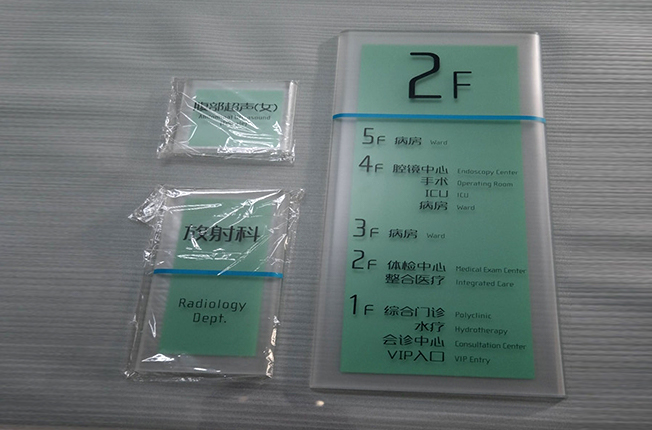 腹部超声(女)
放射科
Radiology
Dept.
2F
5F 病房 Ward
4F 腔镜中心 Endoscopy Center
手术 Operating Room
ICU ICU
病房 Ward
3F 病房 Ward
2F 体检中心 Medical Exam Center
整合医疗 Integrated Care
1F 综合门诊 Polyclinic
水疗 Hydrotherapy
会诊中心 Consultation Center
VIP入口 V.I.P. Entry